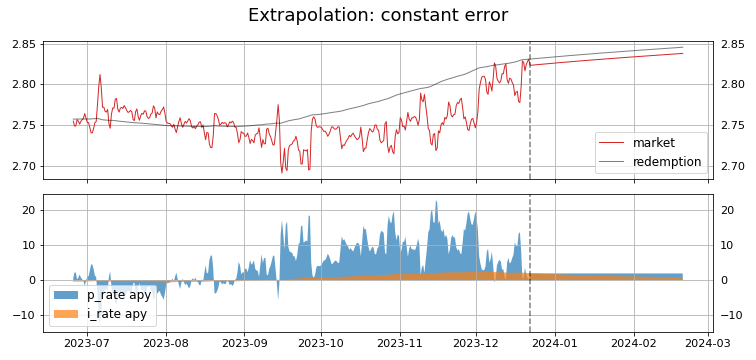 Extrapolation: constant error
2.85 2.85
2.80 2.80
2.75 2.75
2.70 2.70
market
redemption
20 20
10 10
0 0
−10 −10
p_rate apy
i_rate apy
2023-07 2023-08 2023-09 2023-10 2023-11 2023-12 2024-01 2024-02 2024-03